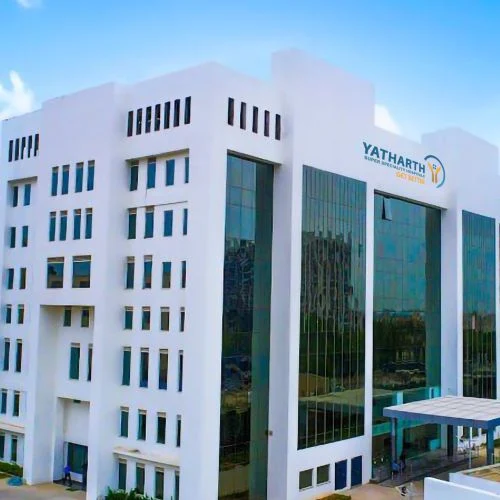 YATHARTH
SUPER SPECIALITY HOSPITALS
GET BETTER